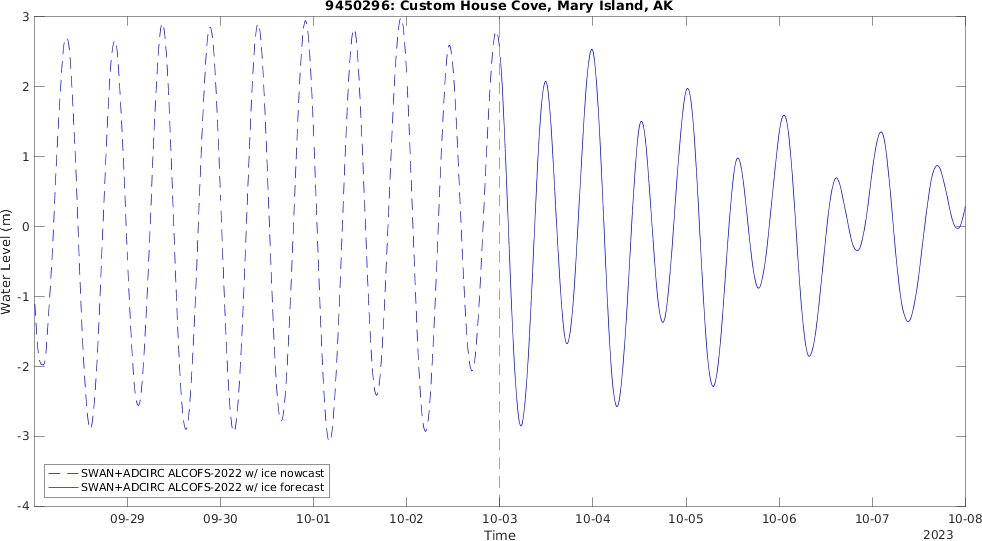 9450296: Custom House Cove, Mary Island, AK
3
2
1
0
-1
-2
-3
-4
Water Level (m)
SWAN+ADCIRC ALCOFS-2022 w/ ice nowcast
SWAN+ADCIRC ALCOFS-2022 w/ ice forecast
09-29 09-30 10-01 10-02 10-03 10-04 10-05 10-06 10-07 10-08
Time
2023